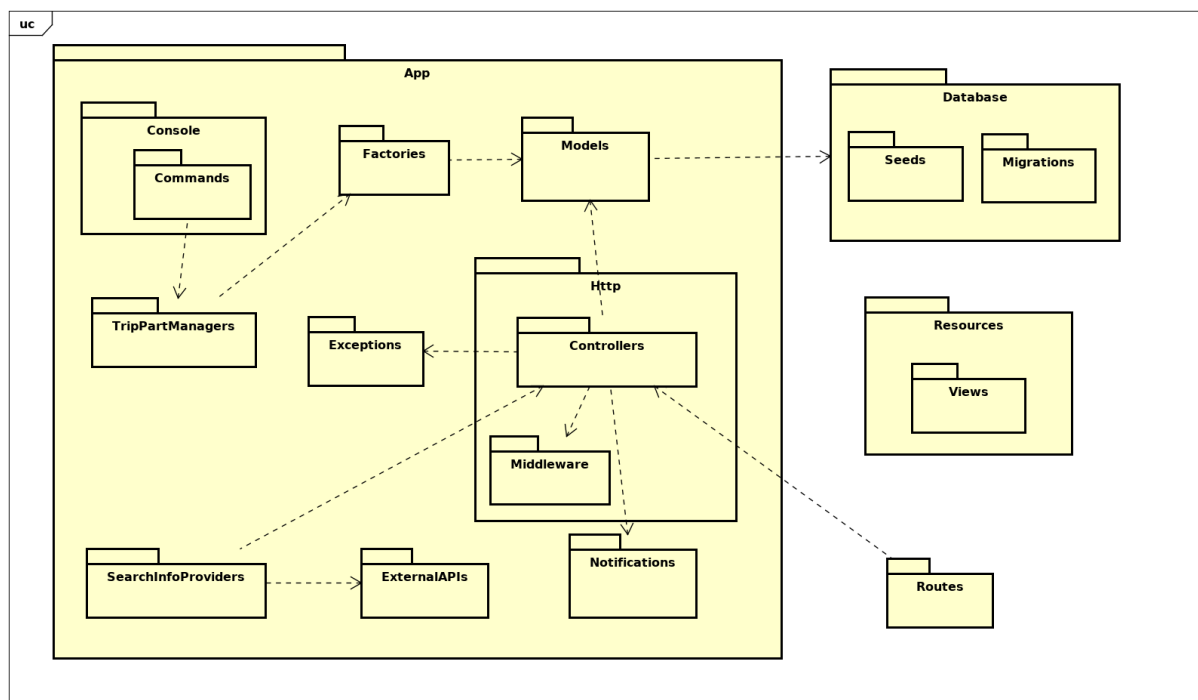 uc
App
Database
Console
Commands
Factories
Models
Seeds
Migrations
Http
TripPartManagers
Exceptions
Controllers
Resources
Views
Middleware
SearchInfoProviders
ExternalAPIs
Notifications
Routes